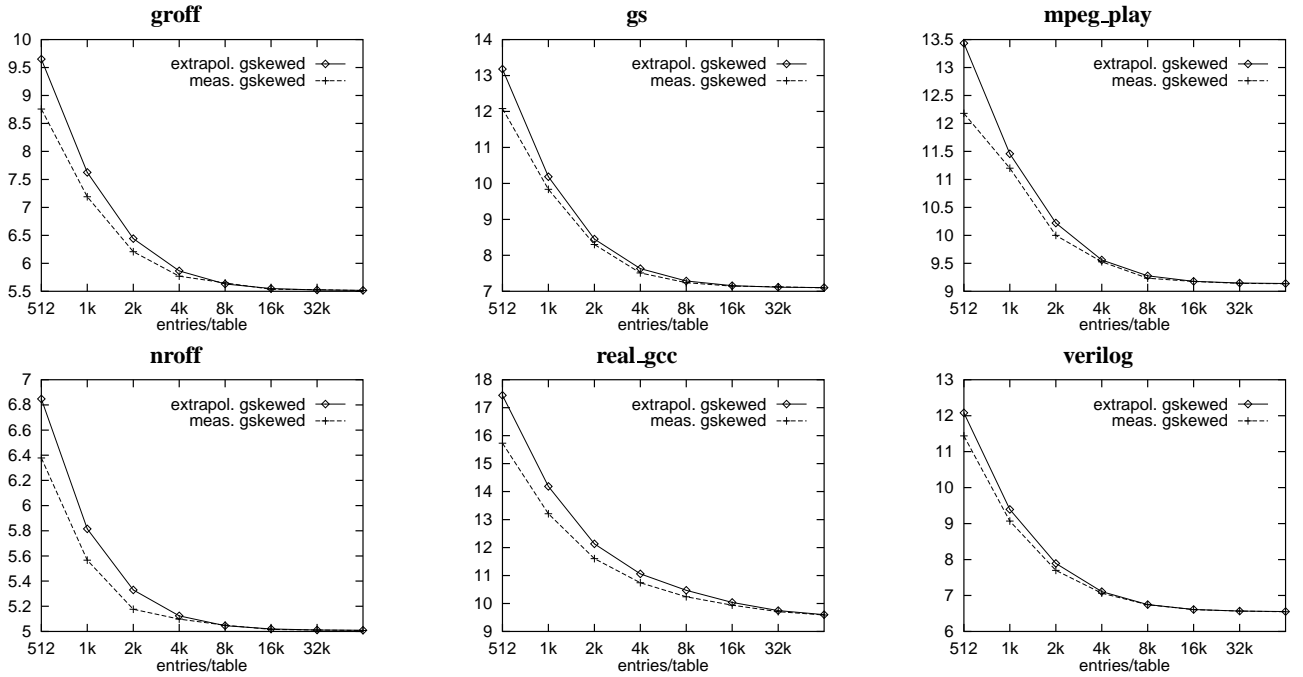 groff
10
9.5
9
8.5
8
7.5
7
6.5
6
5.5
512 1k 2k 4k 8k 16k 32k
entries/table
extrapol. gskewed
meas. gskewed
gs
14
13
12
11
10
9
8
7
512 1k 2k 4k 8k 16k 32k
entries/table
extrapol. gskewed
meas. gskewed
mpeg_play
13.5
13
12.5
12
11.5
11
10.5
10
9.5
9
512 1k 2k 4k 8k 16k 32k
entries/table
extrapol. gskewed
meas. gskewed
nroff
7
6.8
6.6
6.4
6.2
6
5.8
5.6
5.4
5.2
5
512 1k 2k 4k 8k 16k 32k
entries/table
extrapol. gskewed
meas. gskewed
real_gcc
18
17
16
15
14
13
12
11
10
9
512 1k 2k 4k 8k 16k 32k
entries/table
extrapol. gskewed
meas. gskewed
verilog
13
12
11
10
9
8
7
6
512 1k 2k 4k 8k 16k 32k
entries/table
extrapol. gskewed
meas. gskewed